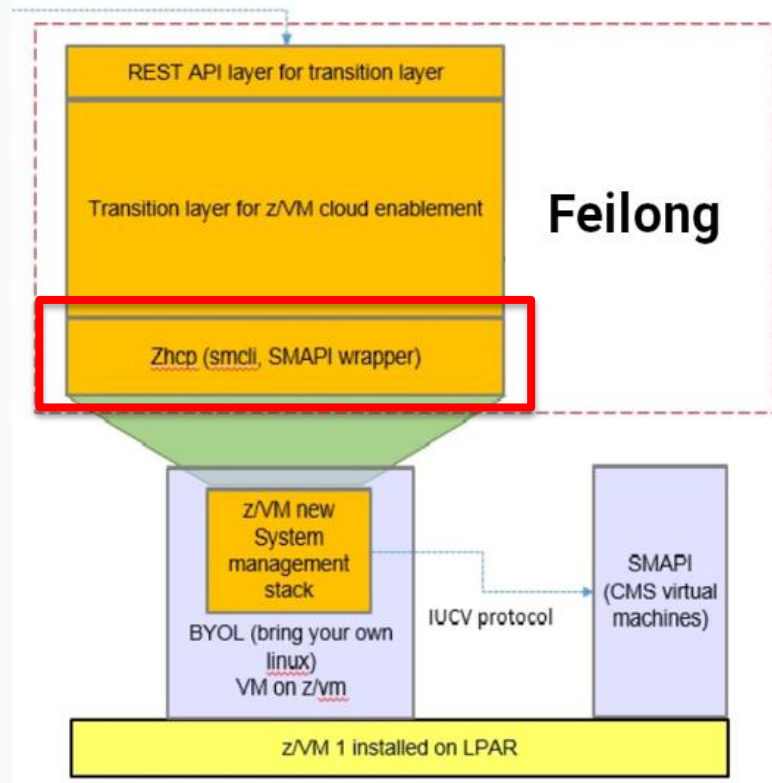 REST API layer for transition layer
Transition layer for z/VM cloud enablement
Feilong
Zhcp (smcli, SMAPI wrapper)
z/VM new
System
management
stack
BYOL (bring your own
linux)
VM on z/vm
IUCV protocol
SMAPI
(CMS virtual
machines)
z/VM 1 installed on LPAR